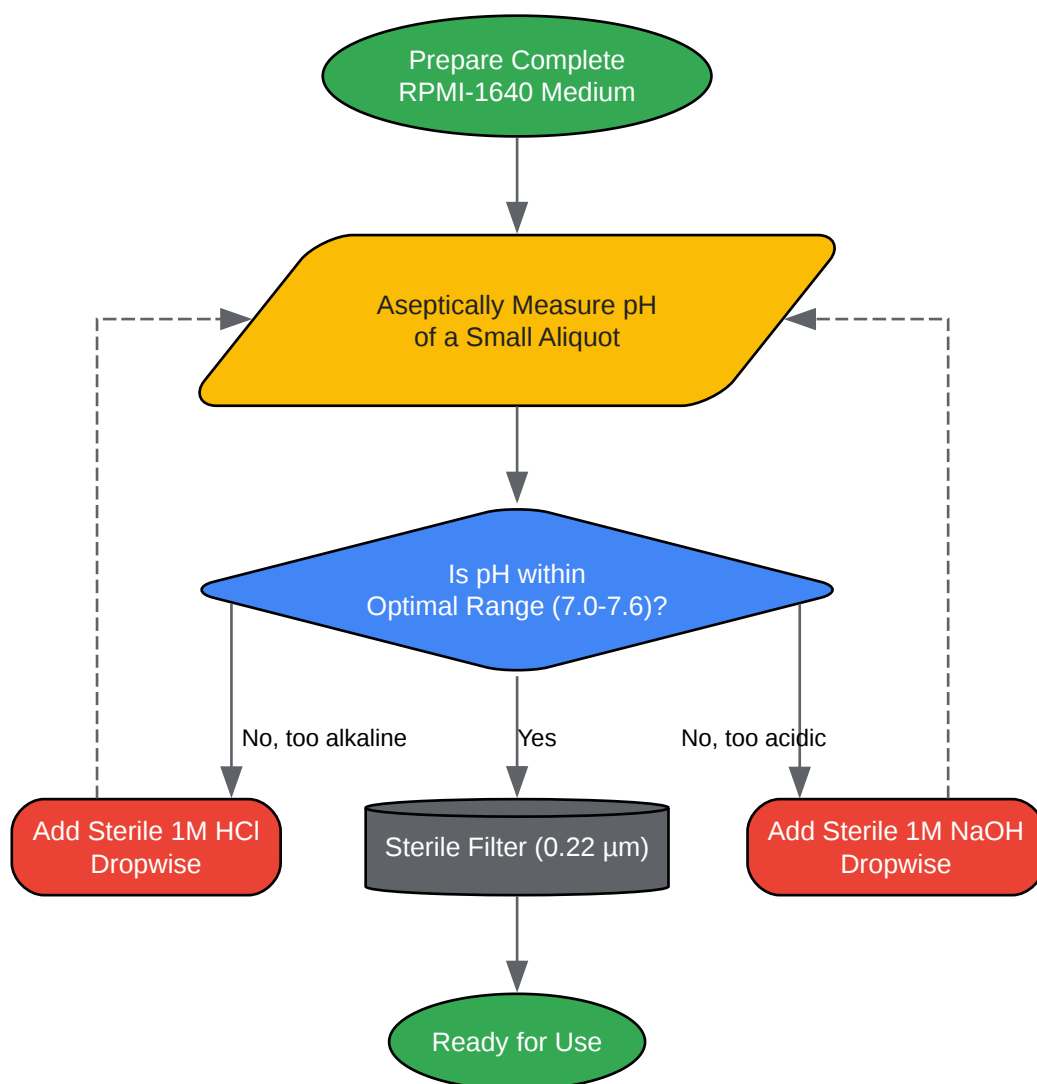 Prepare Complete
RPMI-1640 Medium
Aseptically Measure pH
of a Small Aliquot
Is pH within
Optimal Range (7.0-7.6)?
No, too alkaline
Yes
No, too acidic
Add Sterile 1M HCl
Dropwise
Sterile Filter (0.22 µm)
Add Sterile 1M NaOH
Dropwise
Ready for Use